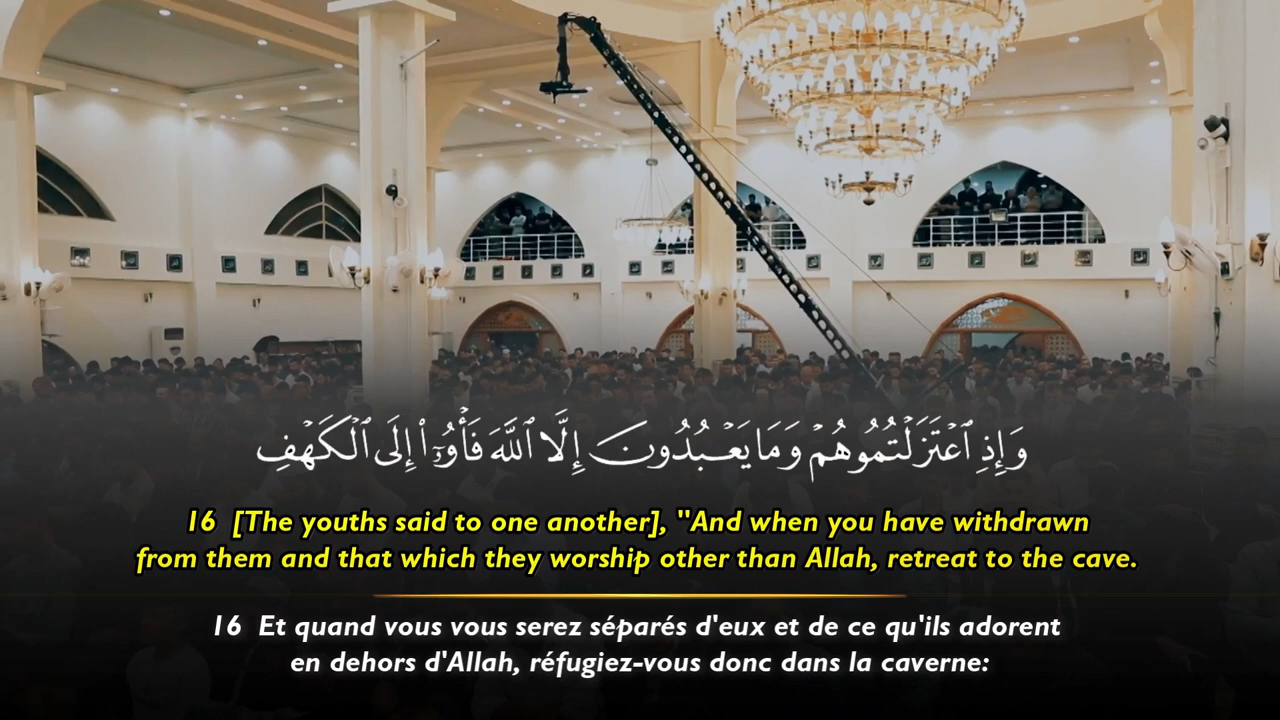 وَإِذِ ٱعْتَزَلْتُمُوهُمْ وَمَا يَعْبُدُونَ إِلَّا ٱللَّهَ فَأْوُۥٓا۟ إِلَى ٱلْكَهْفِ
16 [The youths said to one another], "And when you have withdrawn
from them and that which they worship other than Allah, retreat to the cave.
16 Et quand vous vous serez séparés d'eux et de ce qu'ils adorent
en dehors d'Allah, réfugiez-vous donc dans la caverne: